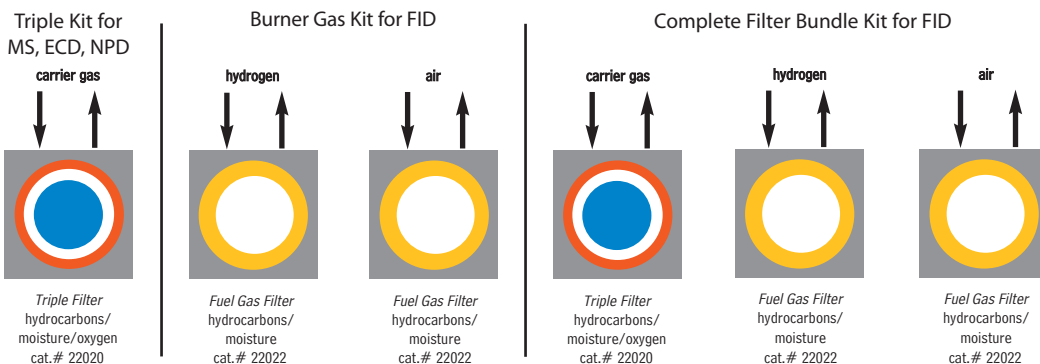 Triple Kit for
MS, ECD, NPD
carrier gas
Triple Filter
hydrocarbons/
moisture/oxygen
cat.# 22020
Burner Gas Kit for FID
hydrogen
Fuel Gas Filter
hydrocarbons/
moisture
cat.# 22022
air
Fuel Gas Filter
hydrocarbons/
moisture
cat.# 22022
Complete Filter Bundle Kit for FID
carrier gas
Triple Filter
hydrocarbons/
moisture/oxygen
cat.# 22020
hydrogen
Fuel Gas Filter
hydrocarbons/
moisture
cat.# 22022
air
Fuel Gas Filter
hydrocarbons/
moisture
cat.# 22022